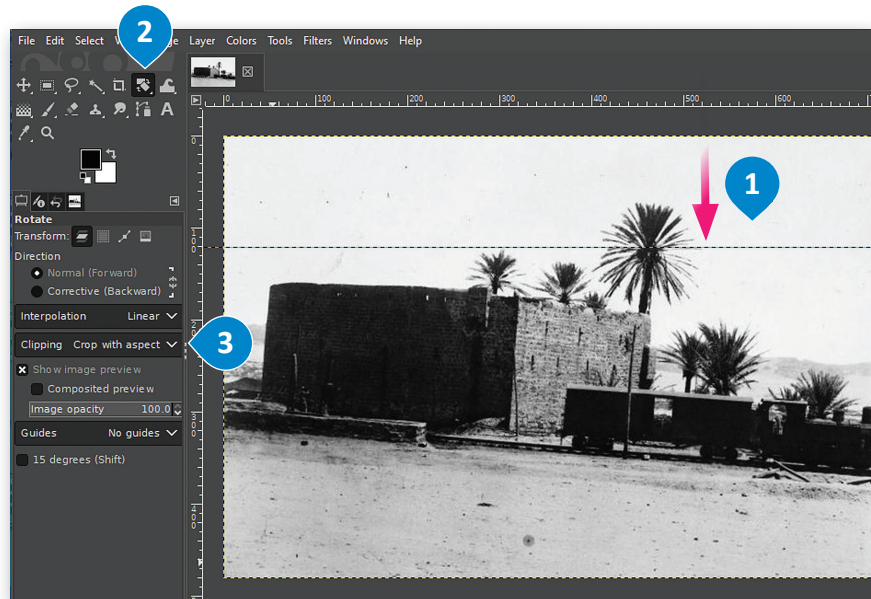 2
File Edit Select Layer Colors Tools Filters Windows Help
0 100 200 300 400 500 600
1
Rotate
Transform:
Direction
Normal (Forward)
Corrective (Backward)
Interpolation Linear
Clipping Crop with aspect
3
Show image preview
Composited preview
Image opacity 100.0
Guides No guides
15 degrees (Shift)